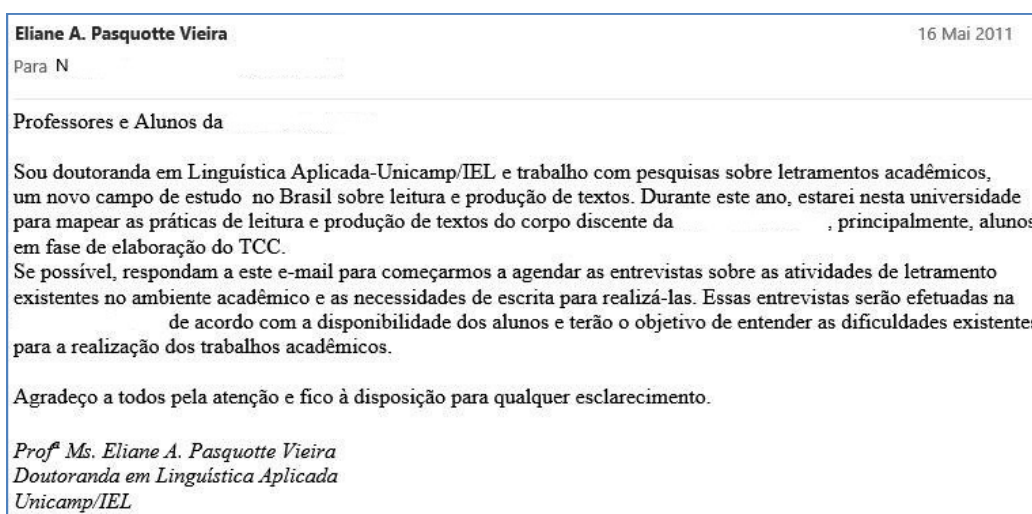 Eliane A. Pasquotte Vieira
16 Mai 2011
Para N
Professores e Alunos da
Sou doutoranda em Linguística Aplicada-Unicamp/IEL e trabalho com pesquisas sobre letramentos acadêmicos,
um novo campo de estudo no Brasil sobre leitura e produção de textos. Durante este ano, estarei nesta universidade
para mapear as práticas de leitura e produção de textos do corpo discente da , principalmente, alunos
em fase de elaboração do TCC.
Se possível, respondam a este e-mail para começarmos a agendar as entrevistas sobre as atividades de letramento
existentes no ambiente acadêmico e as necessidades de escrita para realizá-las. Essas entrevistas serão efetuadas na
de acordo com a disponibilidade dos alunos e terão o objetivo de entender as dificuldades existentes
para a realização dos trabalhos acadêmicos.
Agradeço a todos pela atenção e fico à disposição para qualquer esclarecimento.
Profª Ms. Eliane A. Pasquotte Vieira
Doutoranda em Linguística Aplicada
Unicamp/IEL